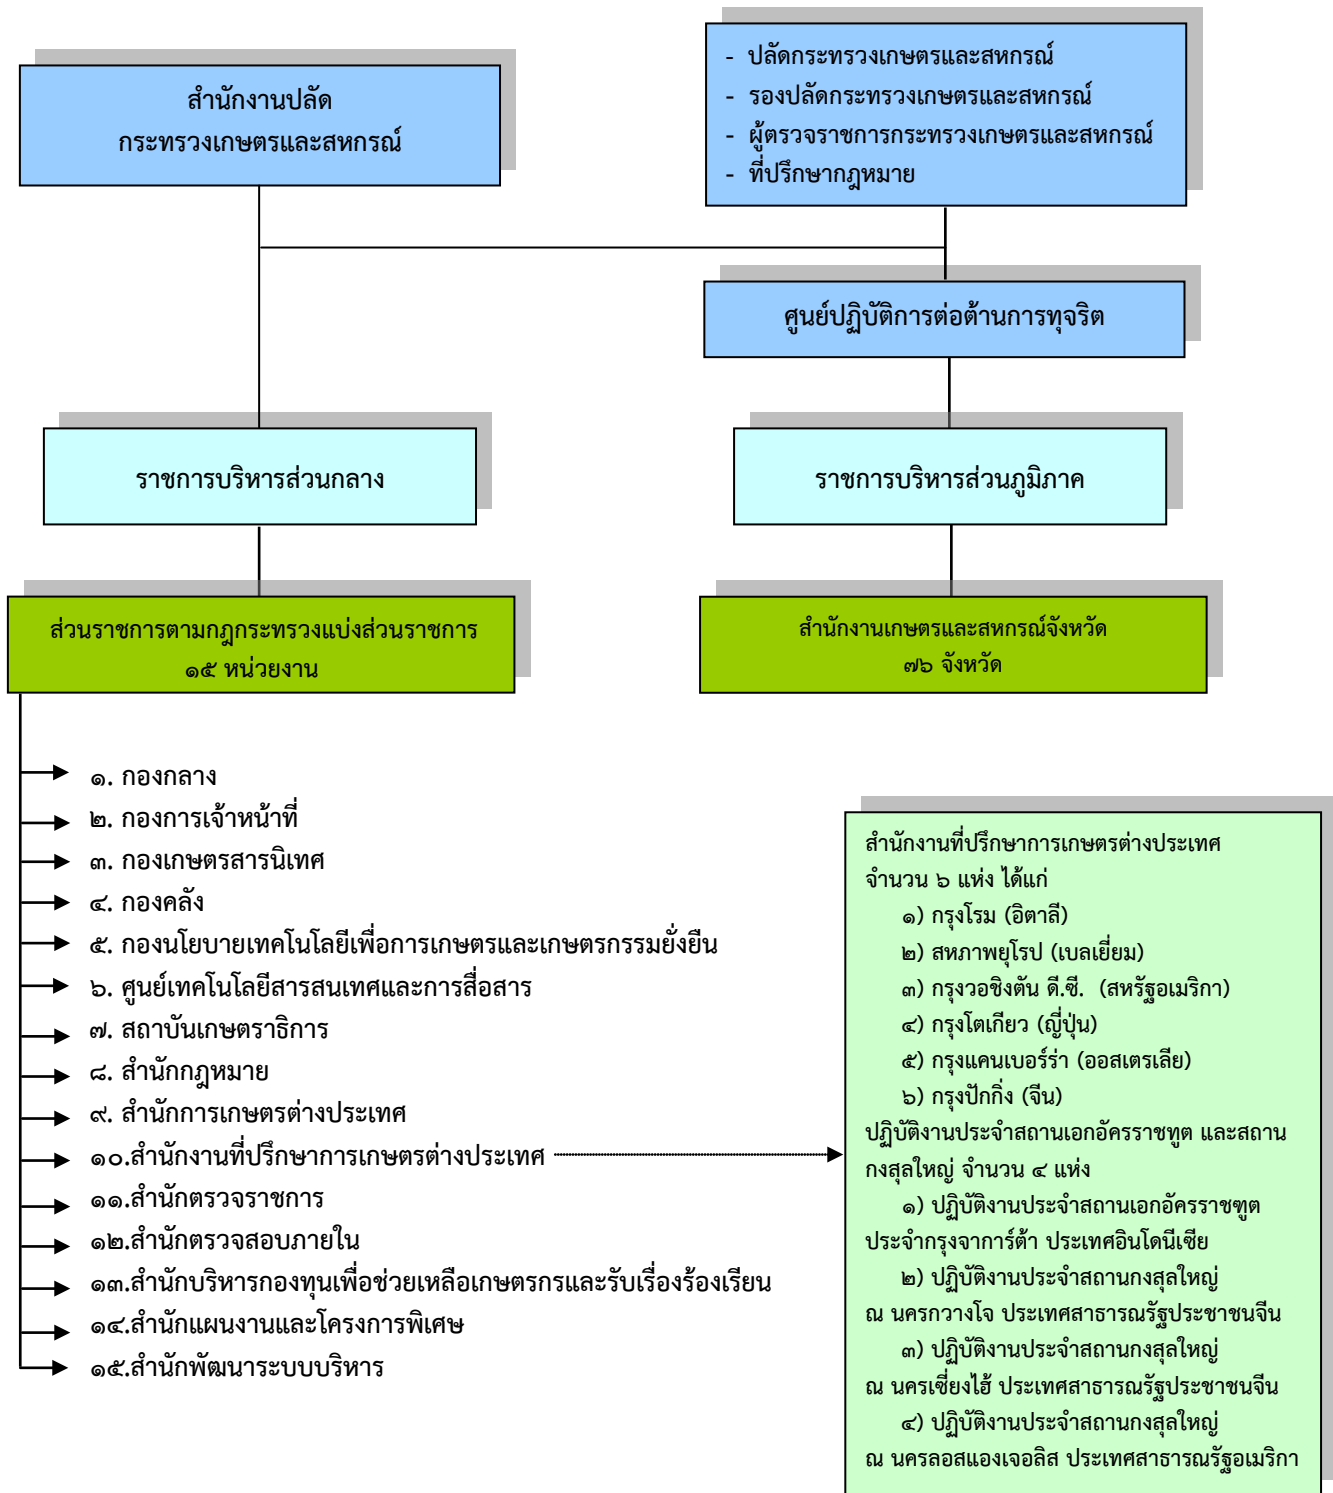 สำนักงานปลัด
กระทรวงเกษตรและสหกรณ์
- ปลัดกระทรวงเกษตรและสหกรณ์
- รองปลัดกระทรวงเกษตรและสหกรณ์
- ผู้ตรวจราชการกระทรวงเกษตรและสหกรณ์
- ที่ปรึกษากฎหมาย
ศูนย์ปฏิบัติการต่อต้านการทุจริต
ราชการบริหารส่วนกลาง
ราชการบริหารส่วนภูมิภาค
ส่วนราชการตามกฎกระทรวงแบ่งส่วนราชการ
๑๕ หน่วยงาน
สำนักงานเกษตรและสหกรณ์จังหวัด
๗๖ จังหวัด
๑. กองกลาง
๒. กองการเจ้าหน้าที่
๓. กองเกษตรสารนิเทศ
๔. กองคลัง
๕. กองนโยบายเทคโนโลยีเพื่อการเกษตรและเกษตรกรรมยั่งยืน
๖. ศูนย์เทคโนโลยีสารสนเทศและการสื่อสาร
๗. สถาบันเกษตราธิการ
๘. สำนักกฎหมาย
๙. สำนักการเกษตรต่างประเทศ
๑๐.สำนักงานที่ปรึกษาการเกษตรต่างประเทศ
๑๑.สำนักตรวจราชการ
๑๒.สำนักตรวจสอบภายใน
๑๓.สำนักบริหารกองทุนเพื่อช่วยเหลือเกษตรกรและรับเรื่องร้องเรียน
๑๔.สำนักแผนงานและโครงการพิเศษ
๑๕.สำนักพัฒนาระบบบริหาร
สำนักงานที่ปรึกษาการเกษตรต่างประเทศ
จำนวน ๖ แห่ง ได้แก่
๑) กรุงโรม (อิตาลี)
๒) สหภาพยุโรป (เบลเยี่ยม)
๓) กรุงวอชิงตัน ดี.ซี. (สหรัฐอเมริกา)
๔) กรุงโตเกียว (ญี่ปุ่น)
๕) กรุงแคนเบอร์ร่า (ออสเตรเลีย)
๖) กรุงปักกิ่ง (จีน)
ปฏิบัติงานประจำสถานเอกอัครราชทูต และสถาน
กงสุลใหญ่ จำนวน ๔ แห่ง
๑) ปฏิบัติงานประจำสถานเอกอัครราชฑูต
ประจำกรุงจาการ์ต้า ประเทศอินโดนีเซีย
๒) ปฏิบัติงานประจำสถานกงสุลใหญ่
ณ นครกวางโจ ประเทศสาธารณรัฐประชาชนจีน
๓) ปฏิบัติงานประจำสถานกงสุลใหญ่
ณ นครเซี่ยงไฮ้ ประเทศสาธารณรัฐประชาชนจีน
๔) ปฏิบัติงานประจำสถานกงสุลใหญ่
ณ นครลอสแองเจอลิส ประเทศสาธารณรัฐอเมริกา